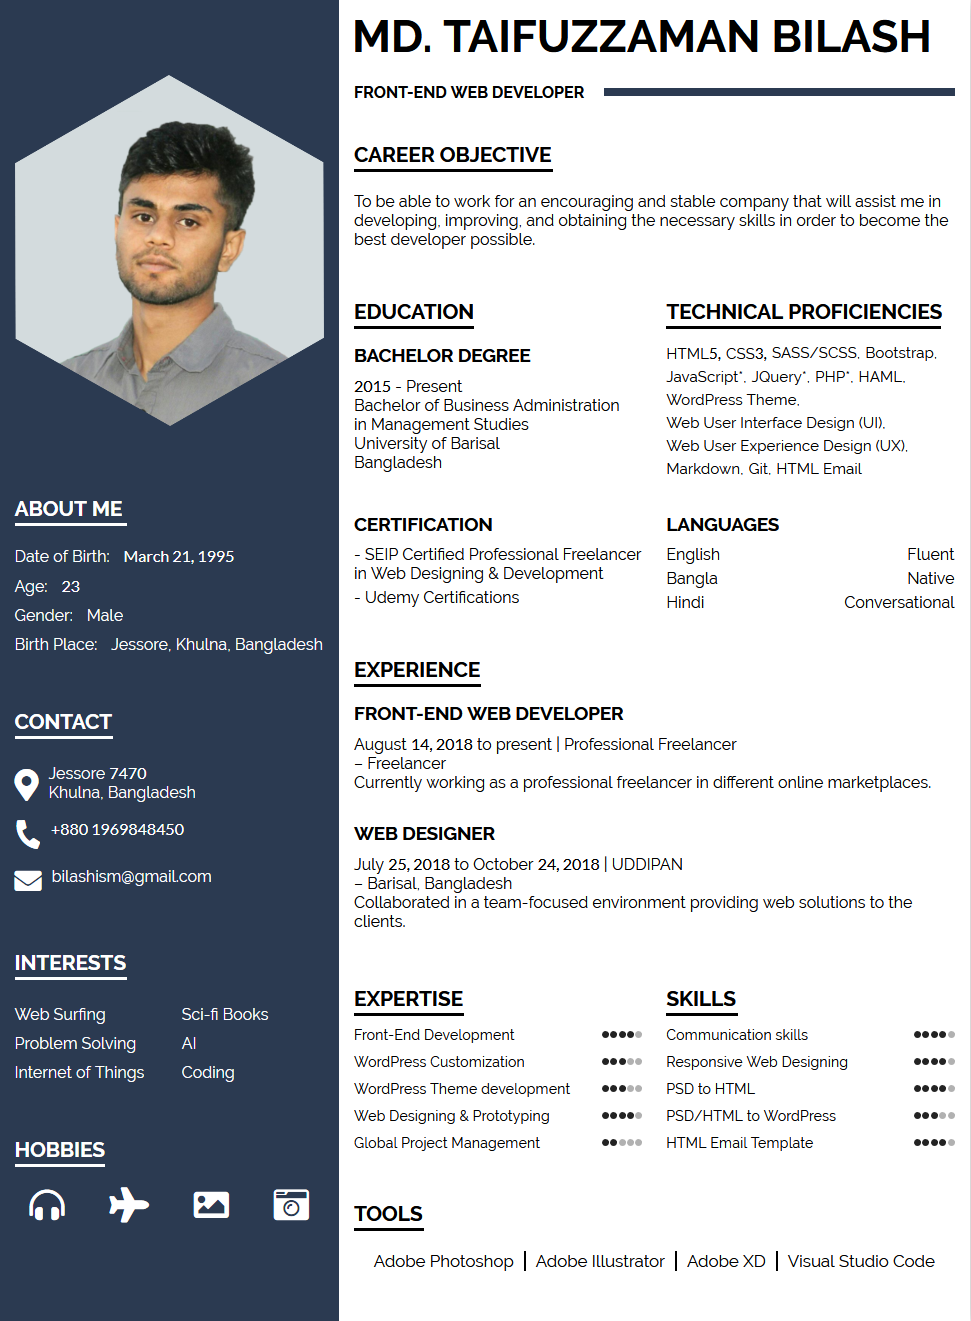 MD. TAIFUZZAMAN BILASH
FRONT-END WEB DEVELOPER
CAREER OBJECTIVE
To be able to work for an encouraging and stable company that will assist me in
developing, improving, and obtaining the necessary skills in order to become the
best developer possible.
EDUCATION
BACHELOR DEGREE
2015 - Present
Bachelor of Business Administration
in Management Studies
University of Barisal
Bangladesh
TECHNICAL PROFICIENCIES
HTML5, CSS3, SASS/SCSS, Bootstrap,
JavaScript*, JQuery*, PHP*, HAML,
WordPress Theme,
Web User Interface Design (UI),
Web User Experience Design (UX),
Markdown, Git, HTML Email
CERTIFICATION
- SEIP Certified Professional Freelancer
in Web Designing & Development
- Udemy Certifications
LANGUAGES
English Fluent
Bangla Native
Hindi Conversational
EXPERIENCE
FRONT-END WEB DEVELOPER
August 14, 2018 to present | Professional Freelancer
– Freelancer
Currently working as a professional freelancer in different online marketplaces.
WEB DESIGNER
July 25, 2018 to October 24, 2018 | UDDIPAN
– Barisal, Bangladesh
Collaborated in a team-focused environment providing web solutions to the
clients.
EXPERTISE
Front-End Development
WordPress Customization
WordPress Theme development
Web Designing & Prototyping
Global Project Management
SKILLS
Communication skills
Responsive Web Designing
PSD to HTML
PSD/HTML to WordPress
HTML Email Template
TOOLS
Adobe Photoshop | Adobe Illustrator | Adobe XD | Visual Studio Code
ABOUT ME
Date of Birth: March 21, 1995
Age: 23
Gender: Male
Birth Place: Jessore, Khulna, Bangladesh
CONTACT
Jessore 7470
Khulna, Bangladesh
+880 1969848450
bilashism@gmail.com
INTERESTS
Web Surfing Sci-fi Books
Problem Solving AI
Internet of Things Coding
HOBBIES